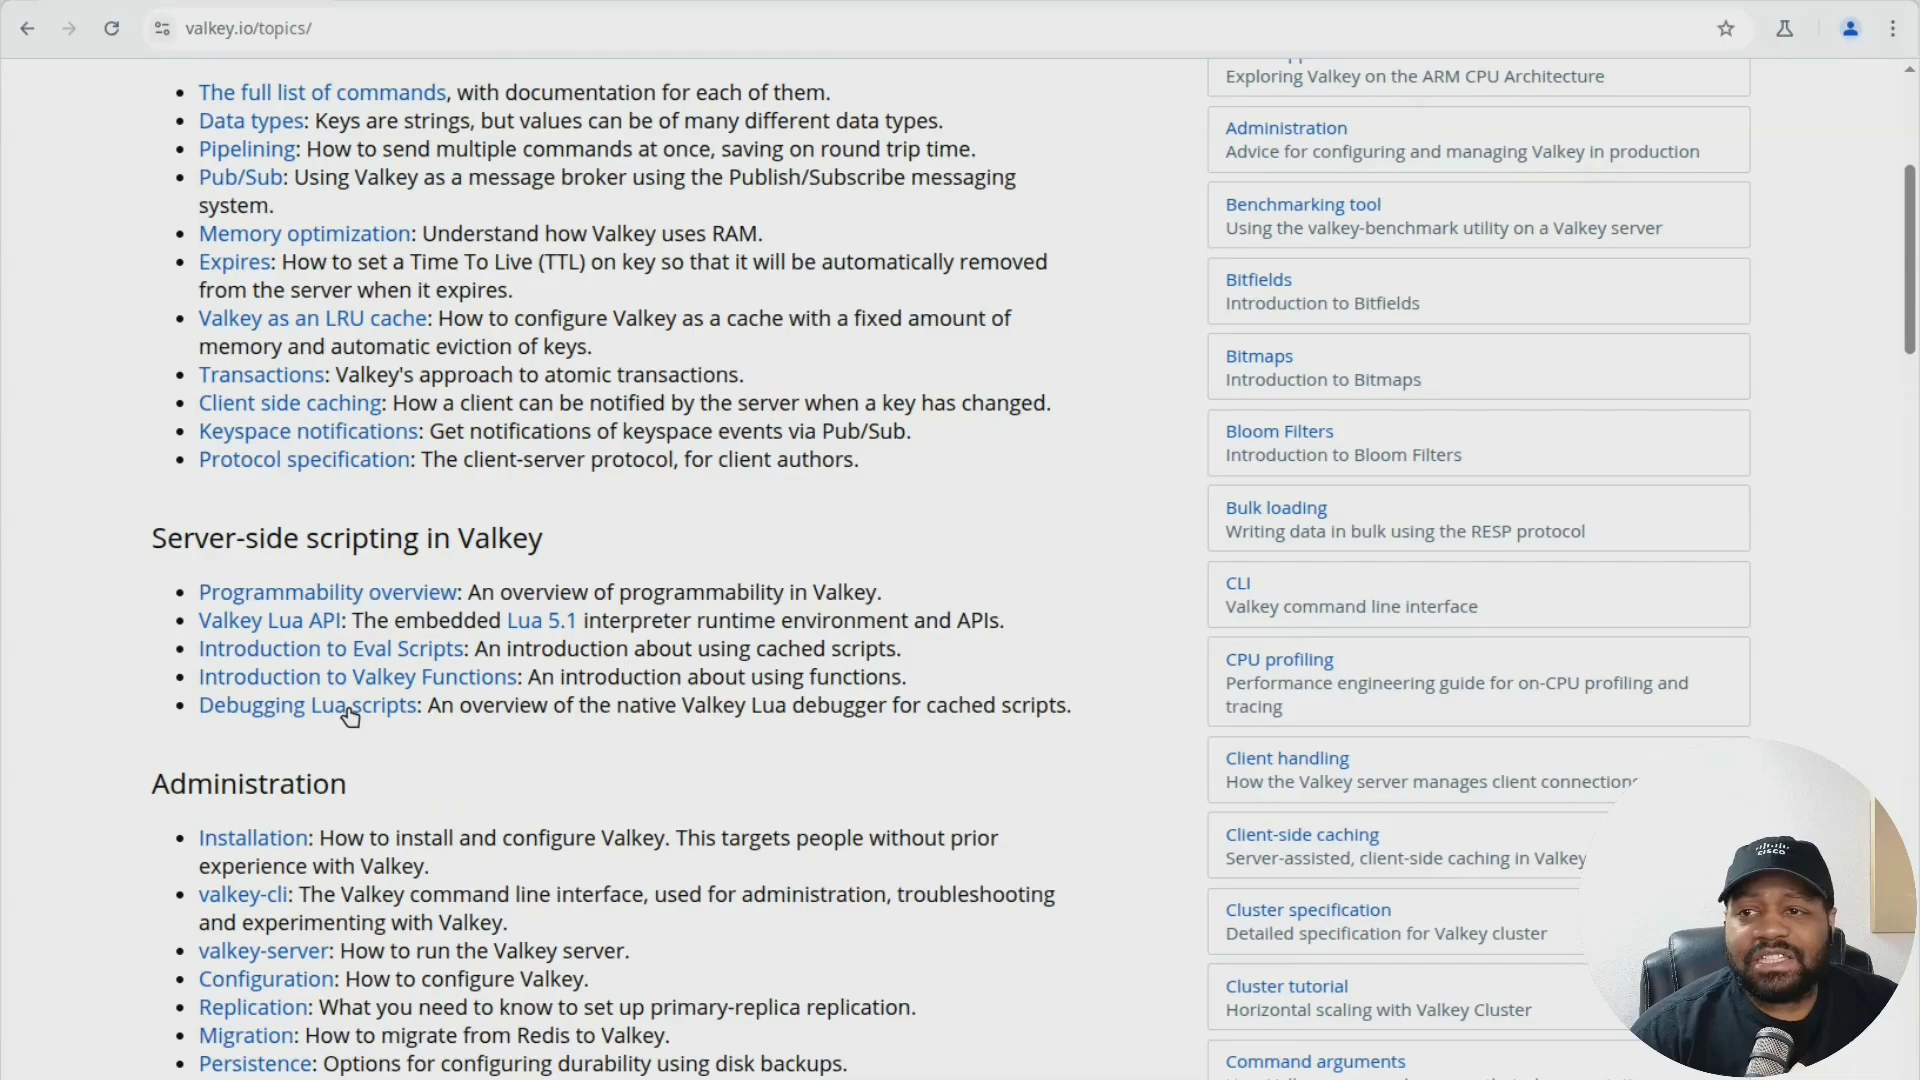 valkey.io/topics/
The full list of commands, with documentation for each of them.
Data types: Keys are strings, but values can be of many different data types.
Pipelining: How to send multiple commands at once, saving on round trip time.
Pub/Sub: Using Valkey as a message broker using the Publish/Subscribe messaging
system.
Memory optimization: Understand how Valkey uses RAM.
Expires: How to set a Time To Live (TTL) on key so that it will be automatically removed
from the server when it expires.
Valkey as an LRU cache: How to configure Valkey as a cache with a fixed amount of
memory and automatic eviction of keys.
Transactions: Valkey's approach to atomic transactions.
Client side caching: How a client can be notified by the server when a key has changed.
Keyspace notifications: Get notifications of keyspace events via Pub/Sub.
Protocol specification: The client-server protocol, for client authors.
Server-side scripting in Valkey
Programmability overview: An overview of programmability in Valkey.
Valkey Lua API: The embedded Lua 5.1 interpreter runtime environment and APIs.
Introduction to Eval Scripts: An introduction about using cached scripts.
Introduction to Valkey Functions: An introduction about using functions.
Debugging Lua scripts: An overview of the native Valkey Lua debugger for cached scripts.
Administration
Installation: How to install and configure Valkey. This targets people without prior
experience with Valkey.
valkey-cli: The Valkey command line interface, used for administration, troubleshooting
and experimenting with Valkey.
valkey-server: How to run the Valkey server.
Configuration: How to configure Valkey.
Replication: What you need to know to set up primary-replica replication.
Migration: How to migrate from Redis to Valkey.
Persistence: Options for configuring durability using disk backups.
Exploring Valkey on the ARM CPU Architecture
Administration
Advice for configuring and managing Valkey in production
Benchmarking tool
Using the valkey-benchmark utility on a Valkey server
Bitfields
Introduction to Bitfields
Bitmaps
Introduction to Bitmaps
Bloom Filters
Introduction to Bloom Filters
Bulk loading
Writing data in bulk using the RESP protocol
CLI
Valkey command line interface
CPU profiling
Performance engineering guide for on-CPU profiling and
tracing
Client handling
How the Valkey server manages client connections
Client-side caching
Server-assisted, client-side caching in Valkey
Cluster specification
Detailed specification for Valkey cluster
Cluster tutorial
Horizontal scaling with Valkey Cluster
Command arguments
CISCO